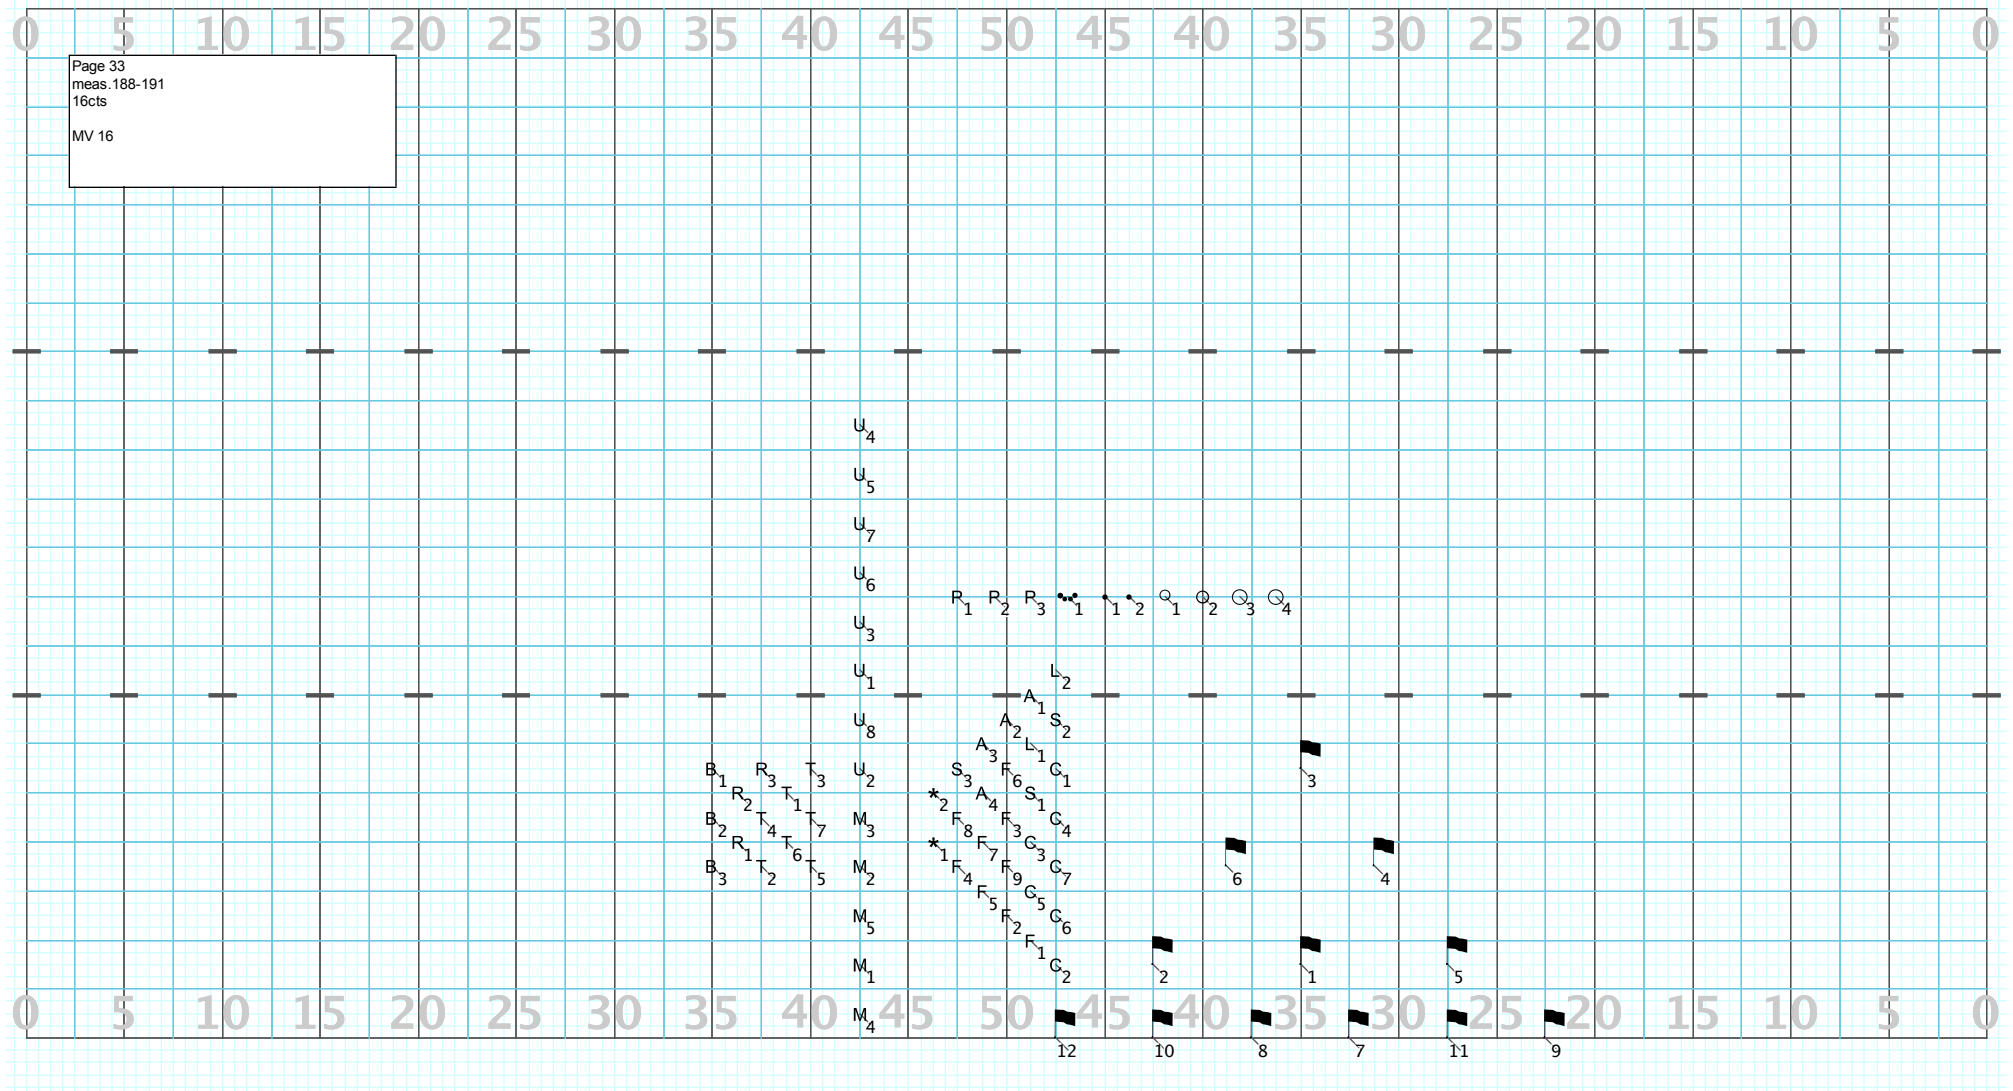 0 5 10 15 20 25 30 35 40 45 50 45 40 35 30 25 20 15 10 5 0
Page 33
meas.188-191
16cts
MV 16
U4
U5
U7
U6
R1 R2 R3 1 1 2 1 2 3 4
U3
U1 L2
A1
U8 A2 S2
A3 L1
B1 R3 T3 U2 S3 F6 C1 3
R2 T1 *2 A4 S1
B2 T4 T7 M3 F8 F3 C4
R1 T6 *1 F7 C3
B3 T2 T5 M2 F4 F9 C7 6 4
F5 C5
M5 F2 C6
F1
M1 C2 2 1 5
0 5 10 15 20 25 30 35 40 45 50 45 40 35 30 25 20 15 10 5 0
M4
12 10 8 7 11 9